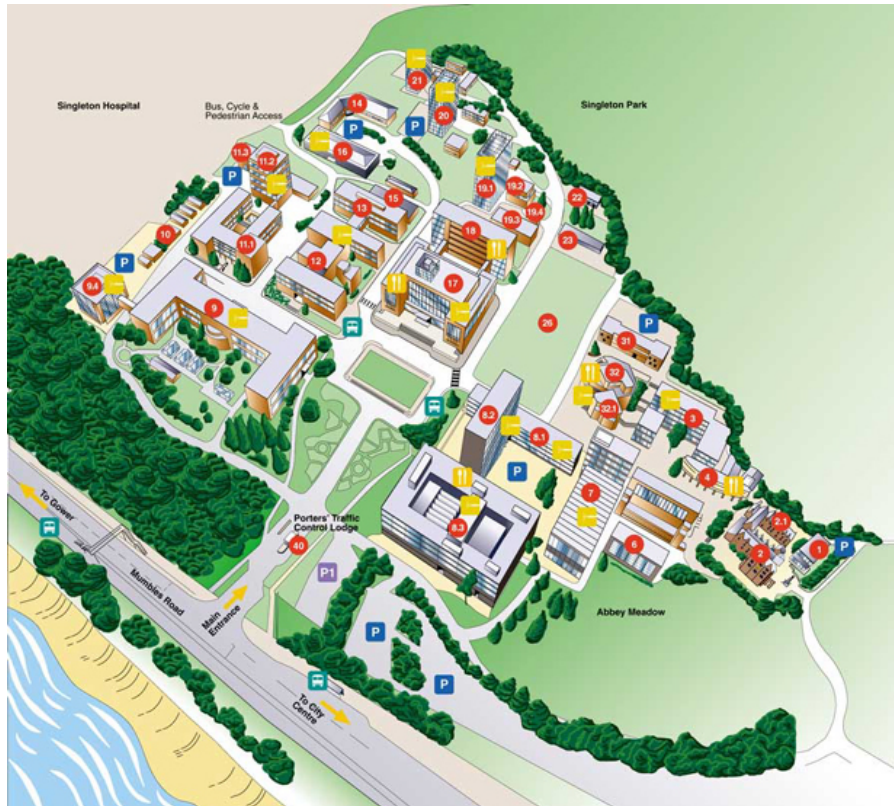 Singleton Hospital
Bus, Cycle &
Pedestrian Access
Singleton Park
21
14
P
P
20
16
11.3
11.2
P
19.1
19.2
22
13
15
19.3
19.4
10
18
23
11.1
12
P
9.4
17
9
26
P
31
32
8.2
32.1
3
8.1
P
4
7
8.3
2.1
To Gower
Porters' Traffic
Control Lodge
40
6
2
1
P
Mumbles Road
P1
Main
Entrance
Abbey Meadow
P
P
To City
Centre